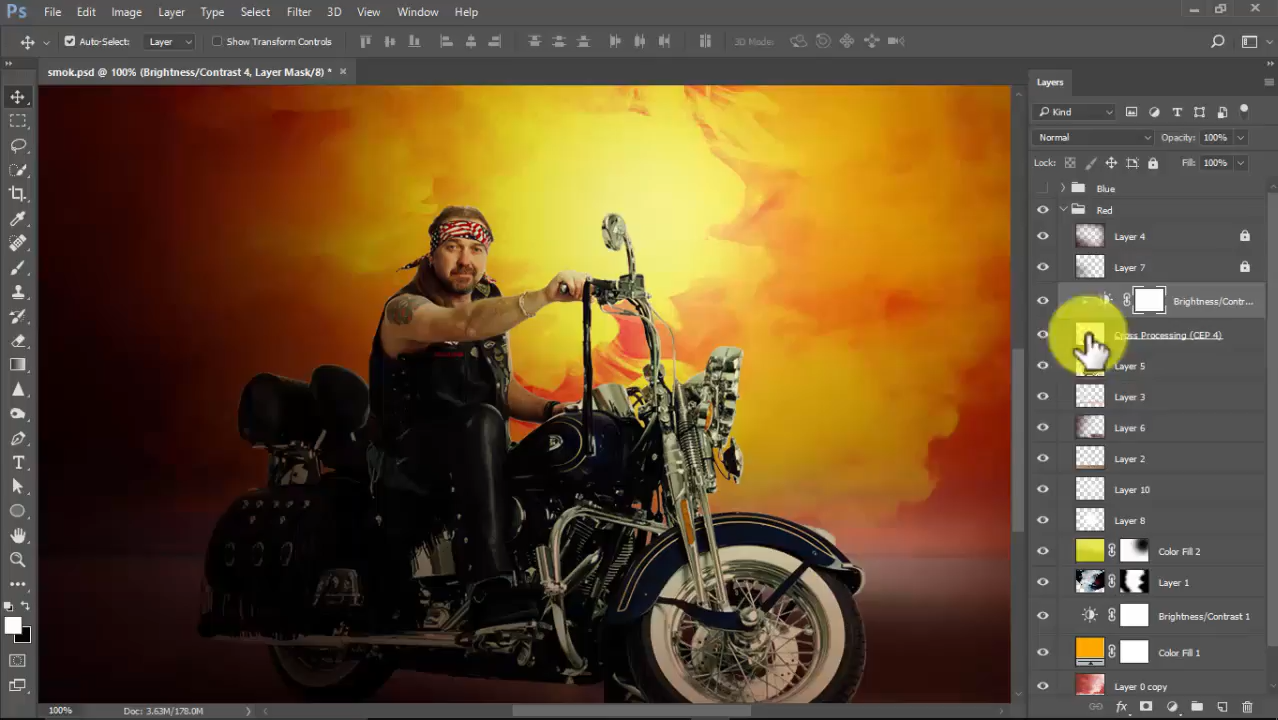 Ps File Edit Image Layer Type Select Filter 3D View Window Help
Auto-Select: Layer Show Transform Controls 3D Mode:
smok.psd @ 100% (Brightness/Contrast 4, Layer Mask/8) * ×
Layers
Kind
Normal Opacity: 100%
Lock: Fill: 100%
Blue
Red
Layer 4
Layer 7
Brightness/Contr...
Cross Processing (CEP 4)
Layer 5
Layer 3
Layer 6
Layer 2
Layer 10
Layer 8
Color Fill 2
Layer 1
Brightness/Contrast 1
Color Fill 1
Layer 0 copy
100% Doc: 3.63M/178.0M
fx